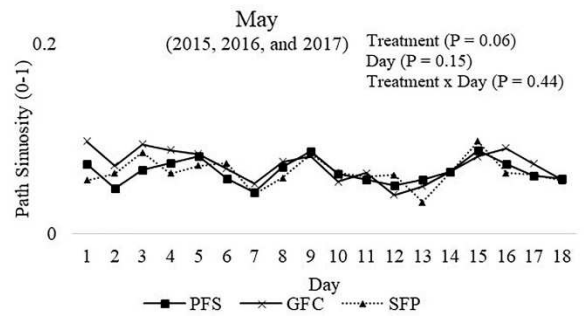 May
(2015, 2016, and 2017)
Treatment (P = 0.06)
Day (P = 0.15)
Treatment x Day (P = 0.44)
Path Sinuosity (0-1)
0.2
0
1 2 3 4 5 6 7 8 9 10 11 12 13 14 15 16 17 18
Day
PFS GFC SFP